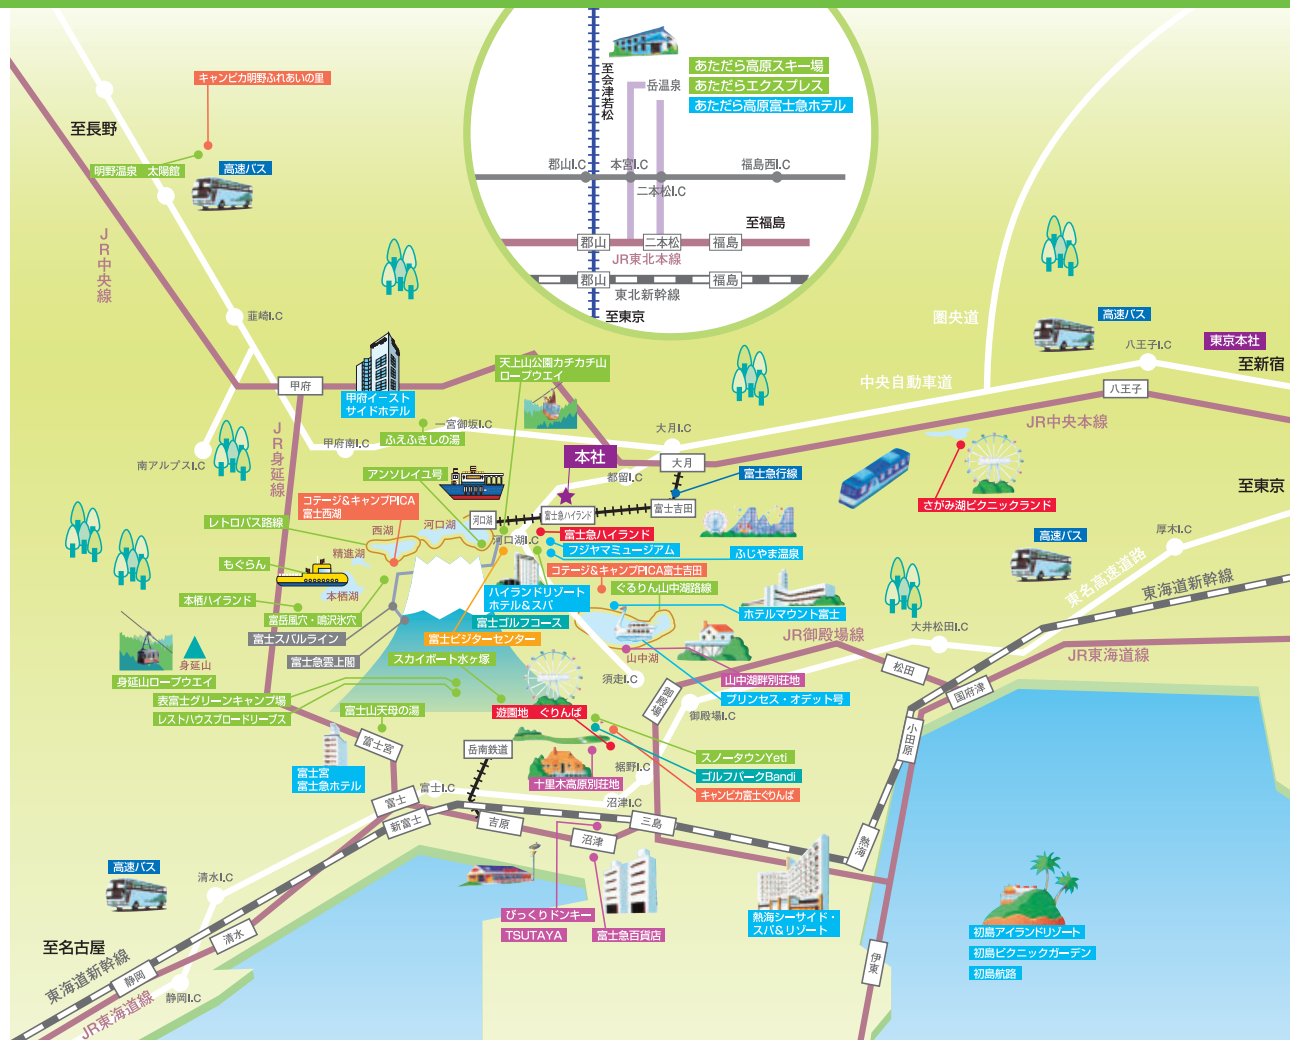 至会津若松
あだたら高原スキー場
あだたらエクスプレス
あだたら高原富士急ホテル
岳温泉
郡山I.C
本宮I.C
二本松I.C
福島西I.C
至福島
郡山
二本松
福島
JR東北本線
郡山
福島
東北新幹線
至東京
キャンピカ明野ふれあいの里
至長野
明野温泉　太陽館
高速バス
JR中央線
韮崎I.C
圏央道
高速バス
八王子I.C
東京本社
至新宿
中央自動車道
八王子
JR中央本線
天上山公園カチカチ山
ロープウエイ
甲府
甲府イースト
サイドホテル
一宮御坂I.C
ふえふきしの湯
甲府南I.C
南アルプスI.C
JR身延線
大月I.C
本社
大月
都留I.C
富士急行線
さがみ湖ピクニックランド
至東京
アンソレイユ号
コテージ&キャンプPICA
富士西湖
レトロバス路線
西湖
河口湖
河口湖
富士急ハイランド
富士吉田
河口湖I.C
富士急ハイランド
フジヤマミュージアム
ふじやま温泉
厚木I.C
高速バス
東名高速道路
東海道新幹線
精進湖
もぐらん
本栖湖
本栖ハイランド
富岳風穴・鳴沢氷穴
コテージ&キャンプPICA富士吉田
ぐるりん山中湖路線
ハイランドリゾート
ホテル&スパ
富士ゴルフコース
ホテルマウント富士
大井松田I.C
JR御殿場線
JR東海道線
富士スバルライン
富士ビジターセンター
富士急雲上閣
スカイポート水ヶ塚
山中湖
身延山
身延山ロープウエイ
須走I.C
山中湖畔別荘地
プリンセス・オデット号
松田
国府津
表富士グリーンキャンプ場
レストハウスブロードリーブス
富士山天母の湯
遊園地　ぐりんぱ
御殿場
御殿場I.C
小田原
富士宮
岳南鉄道
スノータウンYeti
ゴルフパークBandi
キャンピカ富士ぐりんぱ
富士宮
富士急ホテル
十里木高原別荘地
裾野I.C
富士I.C
沼津I.C
富士
新富士
吉原
沼津
三島
熱海
高速バス
清水I.C
びっくりドンキー
TSUTAYA
富士急百貨店
熱海シーサイド・
スパ&リゾート
初島アイランドリゾート
初島ピクニックガーデン
初島航路
至名古屋
清水
東海道新幹線
静岡
伊東
静岡I.C
JR東海道線